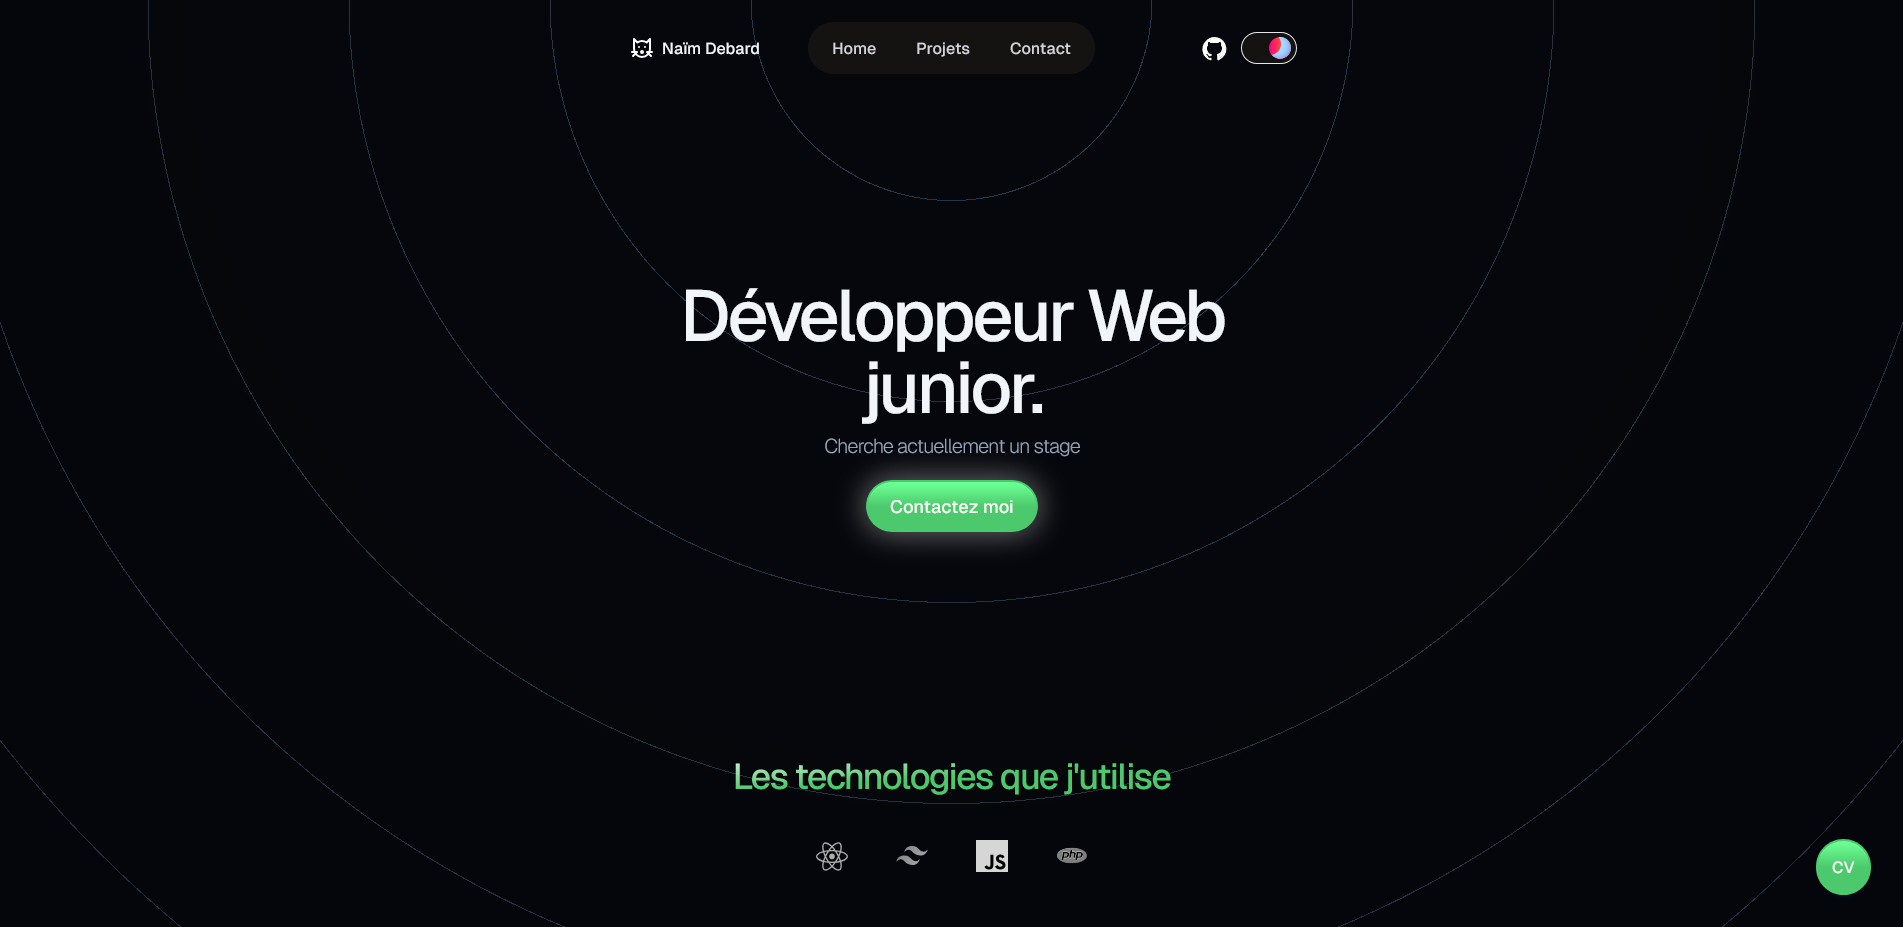 Naïm Debard
Home
Projets
Contact
Développeur Web
junior.
Cherche actuellement un stage
Contactez moi
Les technologies que j'utilise
JS
php
CV